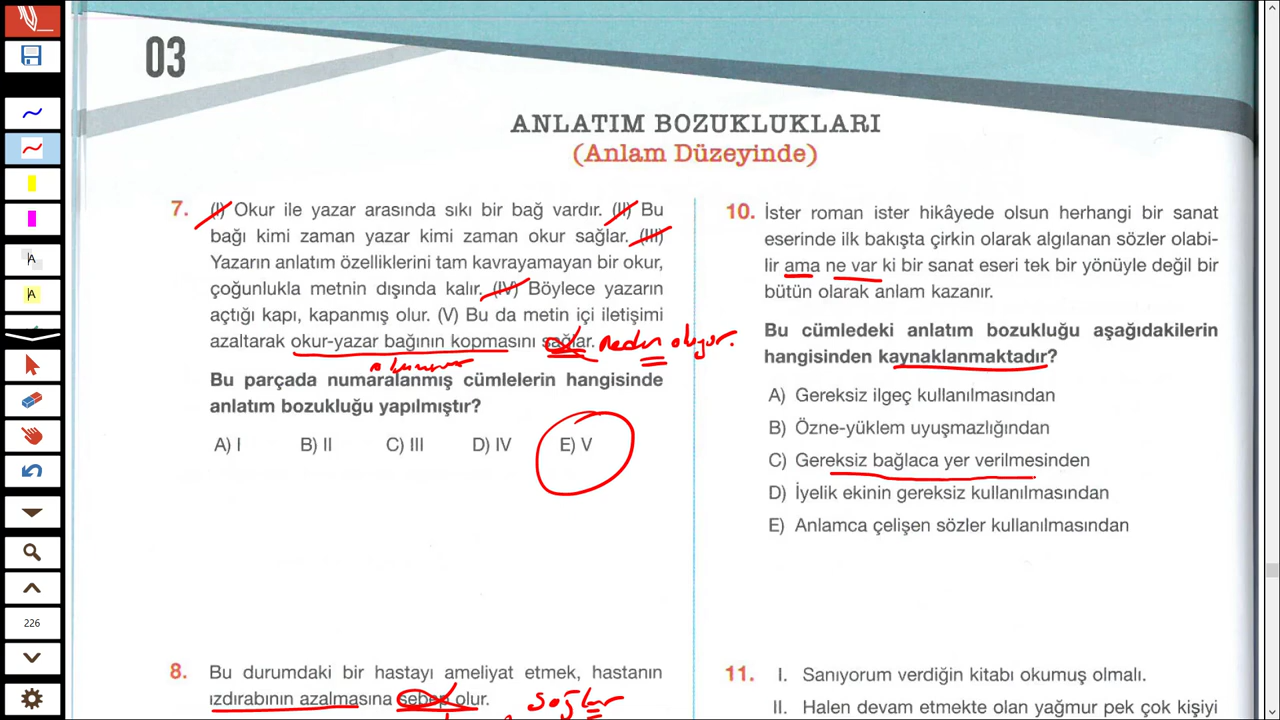 03
ANLATIM BOZUKLUKLARI
(Anlam Düzeyinde)
7. (I) Okur ile yazar arasında sıkı bir bağ vardır. (II) Bu
bağı kimi zaman yazar kimi zaman okur sağlar. (III)
Yazarın anlatım özelliklerini tam kavrayamayan bir okur,
çoğunlukla metnin dışında kalır. (IV) Böylece yazarın
açtığı kapı, kapanmış olur. (V) Bu da metin içi iletişimi
azaltarak okur-yazar bağının kopmasını sağlar. neden oluyor.
Bu parçada numaralanmış cümlelerin hangisinde
anlatım bozukluğu yapılmıştır?
A) I B) II C) III D) IV E) V
8. Bu durumdaki bir hastayı ameliyat etmek, hastanın
ızdırabının azalmasına sebep olur. sağlar
10. İster roman ister hikâyede olsun herhangi bir sanat
eserinde ilk bakışta çirkin olarak algılanan sözler olabi-
lir ama ne var ki bir sanat eseri tek bir yönüyle değil bir
bütün olarak anlam kazanır.
Bu cümledeki anlatım bozukluğu aşağıdakilerin
hangisinden kaynaklanmaktadır?
A) Gereksiz ilgeç kullanılmasından
B) Özne-yüklem uyuşmazlığından
C) Gereksiz bağlaca yer verilmesinden
D) İyelik ekinin gereksiz kullanılmasından
E) Anlamca çelişen sözler kullanılmasından
11. I. Sanıyorum verdiğin kitabı okumuş olmalı.
II. Halen devam etmekte olan yağmur pek çok kişiyi
A
A
226